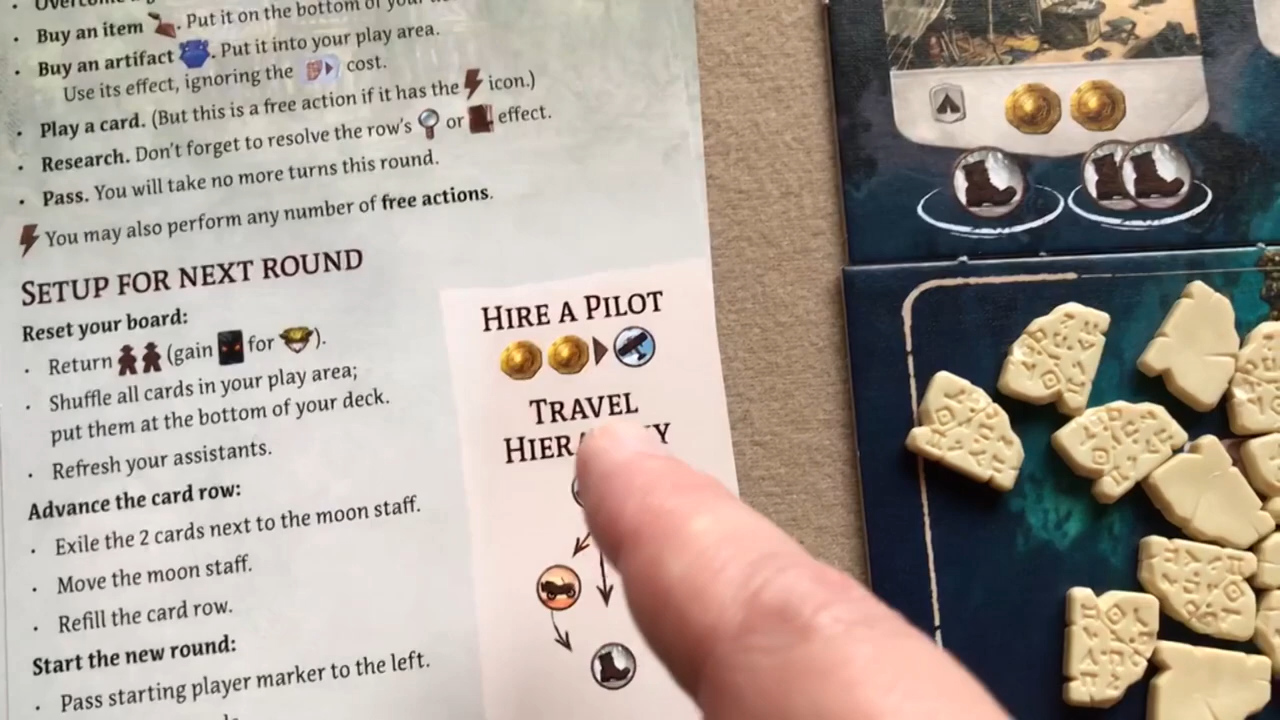 Buy an item . Put it on the bottom of your
Buy an artifact . Put it into your play area.
Use its effect, ignoring the cost.
Play a card. (But this is a free action if it has the icon.)
Research. Don't forget to resolve the row's or effect.
Pass. You will take no more turns this round.
You may also perform any number of free actions.
SETUP FOR NEXT ROUND
Reset your board:
Return (gain for ).
Shuffle all cards in your play area;
put them at the bottom of your deck.
Refresh your assistants.
Advance the card row:
Exile the 2 cards next to the moon staff.
Move the moon staff.
Refill the card row.
Start the new round:
Pass starting player marker to the left.
HIRE A PILOT
TRAVEL